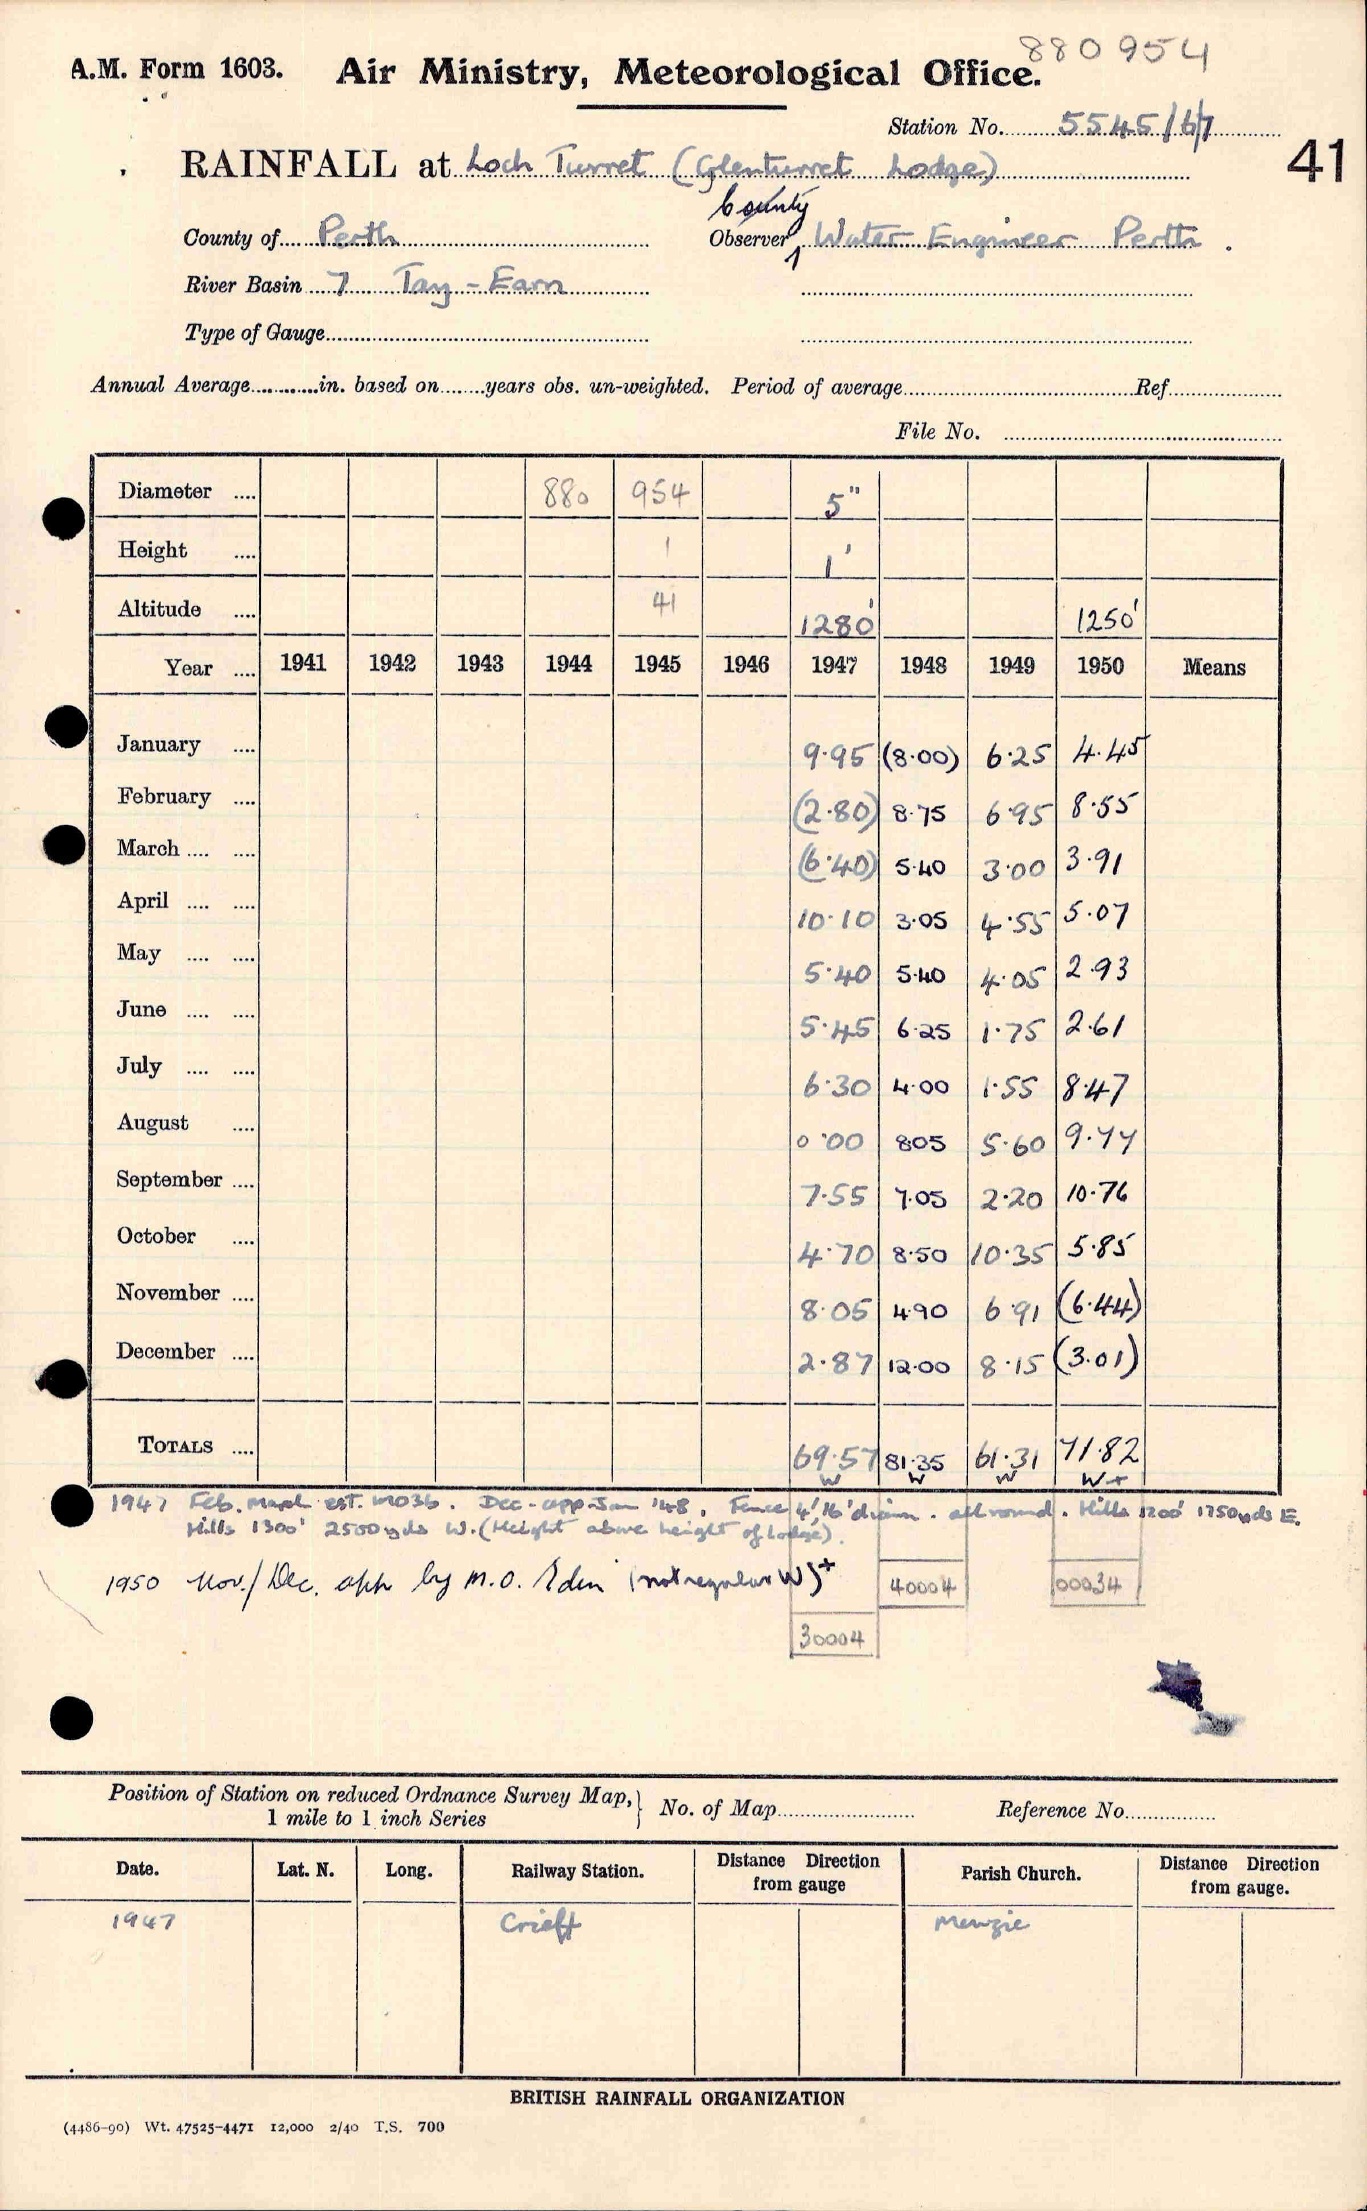 880954
A.M. Form 1603. Air Ministry, Meteorological Office.
Station No. 5545/67
41
RAINFALL at Loch Turret (Glenturret Lodge)
County
County of Perth Observer Water Engineer Perth.
River Basin 7 Tay - Earn
Type of Gauge
Annual Average in. based on years obs. un-weighted. Period of average Ref
File No.
Diameter .... 880 954 5"
Height .... 1 1'
Altitude .... 41 1280' 1250'
Year .... 1941 1942 1943 1944 1945 1946 1947 1948 1949 1950 Means
January .... 9.95 (8.00) 6.25 4.45
February .... (2.80) 8.75 6.95 8.55
March .... .... (6.40) 5.40 3.00 3.91
April .... .... 10.10 3.05 4.55 5.07
May .... .... 5.40 5.40 4.05 2.93
June .... .... 5.45 6.25 1.75 2.61
July .... .... 6.30 4.00 1.55 8.47
August .... 0.00 8.05 5.60 9.77
September .... 7.55 7.05 2.20 10.76
October .... 4.70 8.50 10.35 5.85
November .... 8.05 4.90 6.91 (6.44)
December .... 2.87 12.00 8.15 (3.01)
TOTALS .... 69.57 81.35 61.31 71.82
W W W W+
1947 Feb. March est. MO3b. Dec - app Jan '48. Fence 4', 16' diam. all round. Hills 1200' 1750yds E.
Hills 1300' 2500yds W. (Height above height of lodge).
1950 Nov./Dec. app by M.O. Edin (not regular W)+
40004 00034
30004
Position of Station on reduced Ordnance Survey Map, 1 mile to 1 inch Series No. of Map Reference No.
Date. Lat. N. Long. Railway Station. Distance Direction from gauge Parish Church. Distance Direction from gauge.
1947 Crieff Monzie
BRITISH RAINFALL ORGANIZATION
(4486-90) Wt. 47525-4471 12,000 2/40 T.S. 700